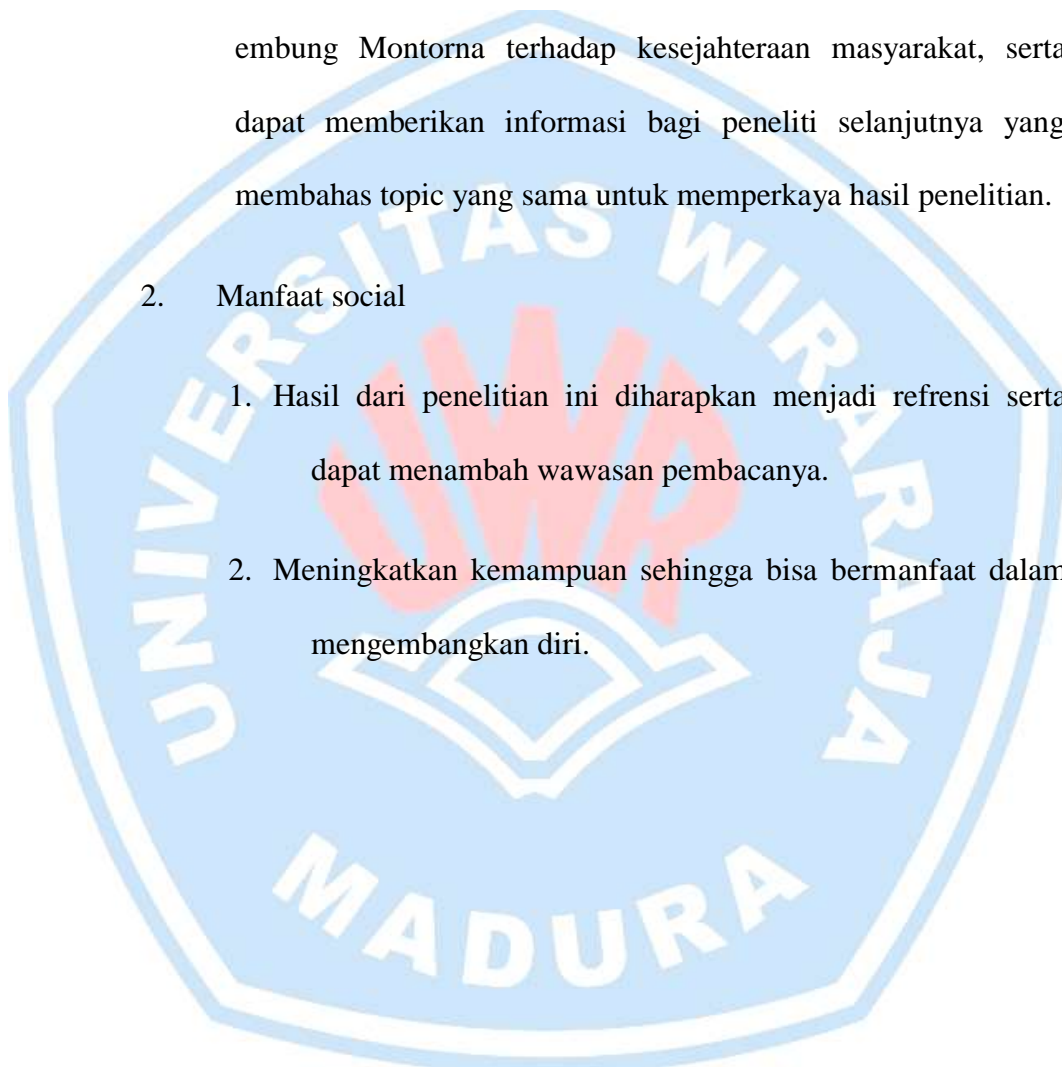 embung Montorna terhadap kesejahteraan masyarakat, serta
dapat memberikan informasi bagi peneliti selanjutnya yang
membahas topic yang sama untuk memperkaya hasil penelitian.
2. Manfaat social
1. Hasil dari penelitian ini diharapkan menjadi refrensi serta
dapat menambah wawasan pembacanya.
2. Meningkatkan kemampuan sehingga bisa bermanfaat dalam
mengembangkan diri.
UNIVERSITAS WIRARAJA
UWR
MADURA